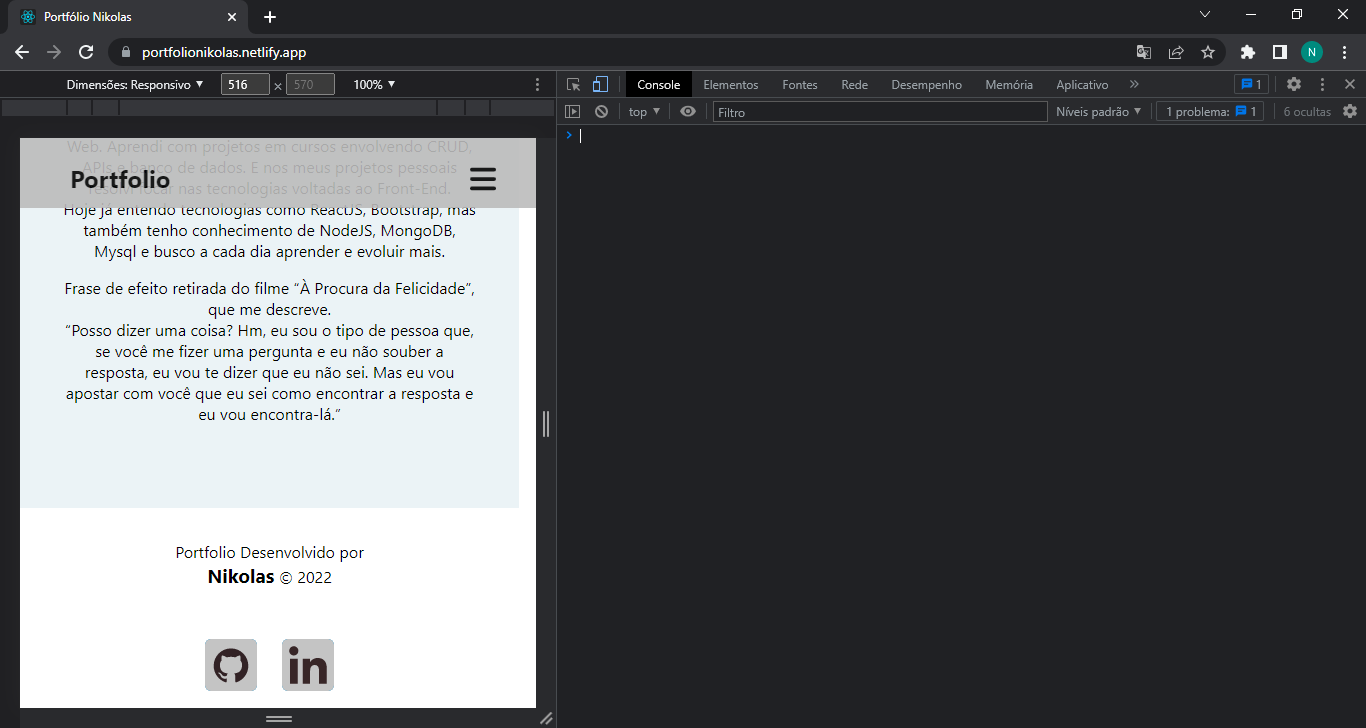 Portfólio Nikolas
portfolionikolas.netlify.app
N
Dimensões: Responsivo ▼ 516 × 570 100% ▼
Console Elementos Fontes Rede Desempenho Memória Aplicativo » 1
top ▼ Filtro Níveis padrão ▼ 1 problema: 1 6 ocultas
Web. Aprendi com projetos em cursos envolvendo CRUD,
APIs e banco de dados. E nos meus projetos pessoais
Portfolio
resolvi focar nas tecnologias voltadas ao Front-End.
Hoje já entendo tecnologias como ReactJS, Bootstrap, mas
também tenho conhecimento de NodeJS, MongoDB,
Mysql e busco a cada dia aprender e evoluir mais.
Frase de efeito retirada do filme “À Procura da Felicidade”,
que me descreve.
“Posso dizer uma coisa? Hm, eu sou o tipo de pessoa que,
se você me fizer uma pergunta e eu não souber a
resposta, eu vou te dizer que eu não sei. Mas eu vou
apostar com você que eu sei como encontrar a resposta e
eu vou encontra-lá.”
Portfolio Desenvolvido por
Nikolas © 2022
in